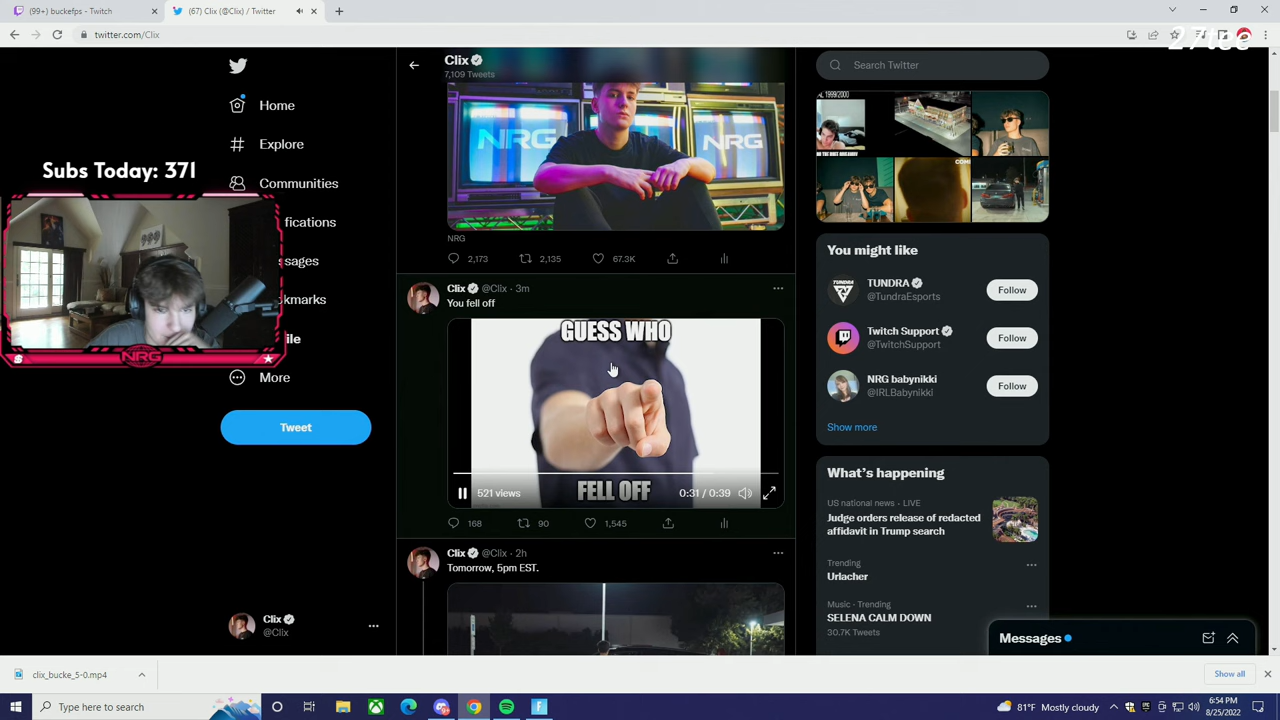 (99+) buckefps - Twitch
(67) Clix (@Clix) / Twitter
twitter.com/Clix
27tee
Subs Today: 371
NRG
Home
Explore
Communities
fications
ssages
kmarks
ile
More
Tweet
Clix
@Clix
Clix
7,109 Tweets
NRG
NRG
NRG
2,173
2,135
67.3K
Clix @Clix · 3m
You fell off
GUESS WHO
FELL OFF
521 views
0:31 / 0:39
168
90
1,545
Clix @Clix · 2h
Tomorrow, 5pm EST.
Search Twitter
You might like
TUNDRA
@TundraEsports
Follow
Twitch Support
@TwitchSupport
Follow
NRG babynikki
@IRLBabynikki
Follow
Show more
What's happening
US national news · LIVE
Judge orders release of redacted
affidavit in Trump search
Trending
Urlacher
Music · Trending
SELENA CALM DOWN
30.7K Tweets
Messages
clix_bucke_5-0.mp4
Show all
Type here to search
81°F Mostly cloudy
6:54 PM
8/25/2022